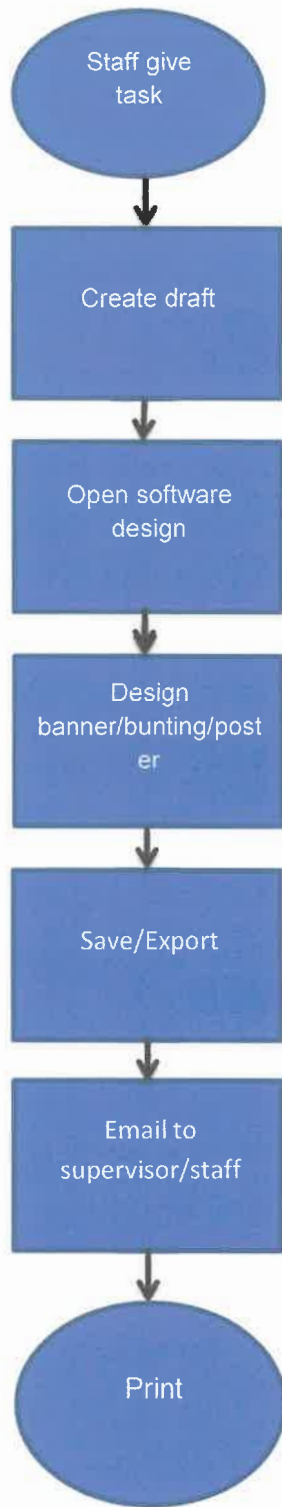 Staff give
task
Create draft
Open software
design
Design
banner/bunting/post
er
Save/Export
Email to
supervisor/staff
Print